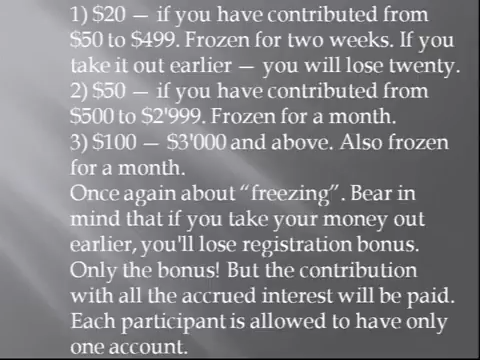 1) $20 — if you have contributed from
$50 to $499. Frozen for two weeks. If you
take it out earlier — you will lose twenty.
2) $50 — if you have contributed from
$500 to $2'999. Frozen for a month.
3) $100 — $3'000 and above. Also frozen
for a month.
Once again about "freezing". Bear in
mind that if you take your money out
earlier, you'll lose registration bonus.
Only the bonus! But the contribution
with all the accrued interest will be paid.
Each participant is allowed to have only
one account.